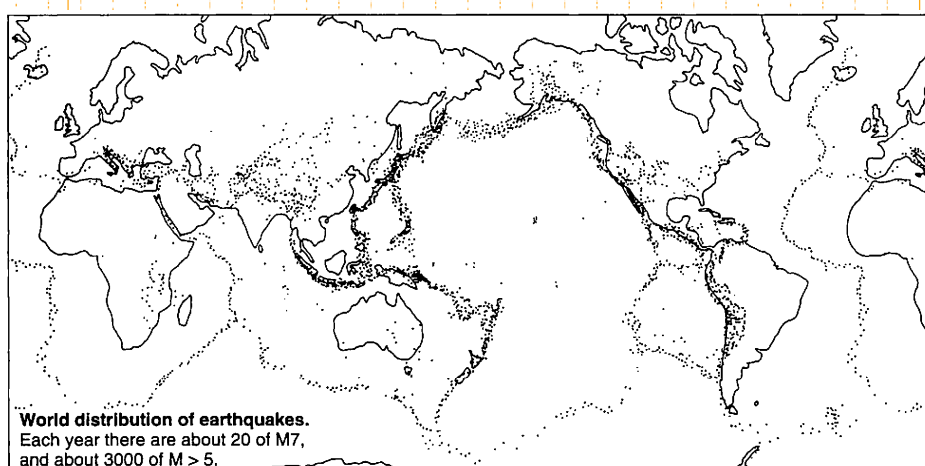 World distribution of earthquakes.
Each year there are about 20 of M7,
and about 3000 of M > 5.